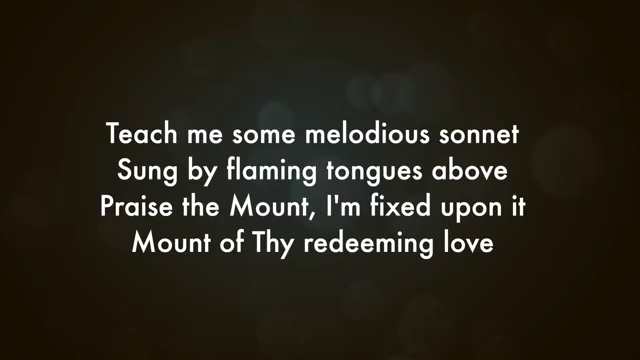 Teach me some melodious sonnet
Sung by flaming tongues above
Praise the Mount, I'm fixed upon it
Mount of Thy redeeming love